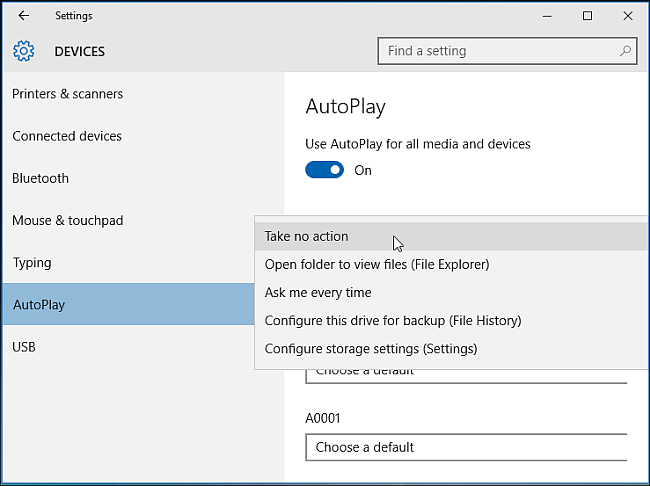 Settings
DEVICES
Find a setting
Printers & scanners
Connected devices
Bluetooth
Mouse & touchpad
Typing
AutoPlay
USB
AutoPlay
Use AutoPlay for all media and devices
On
Take no action
Open folder to view files (File Explorer)
Ask me every time
Configure this drive for backup (File History)
Configure storage settings (Settings)
Choose a default
A0001
Choose a default